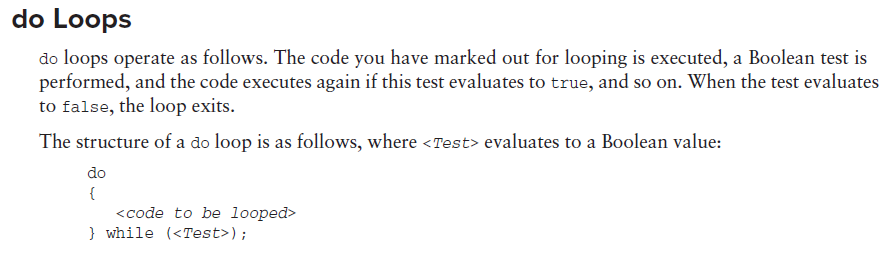 do Loops
do loops operate as follows. The code you have marked out for looping is executed, a Boolean test is
performed, and the code executes again if this test evaluates to true, and so on. When the test evaluates
to false, the loop exits.
The structure of a do loop is as follows, where <Test> evaluates to a Boolean value:
do
{
<code to be looped>
} while (<Test>);